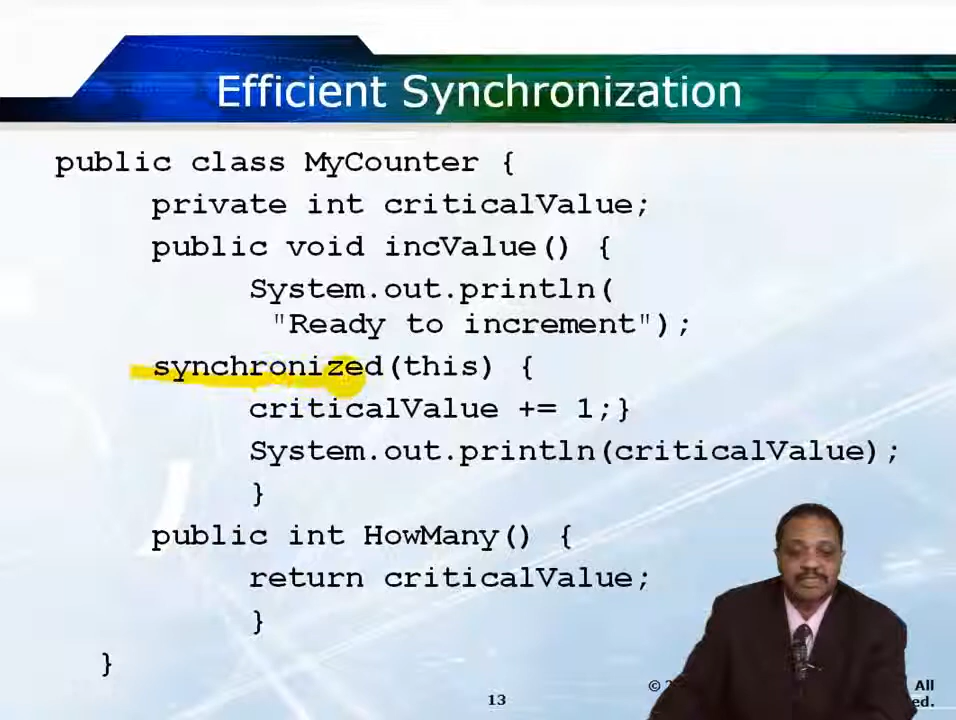 Efficient Synchronization
public class MyCounter {
private int criticalValue;
public void incValue() {
System.out.println(
"Ready to increment");
synchronized(this) {
criticalValue += 1;}
System.out.println(criticalValue);
}
public int HowMany() {
return criticalValue;
}
}
13
© All
ed.